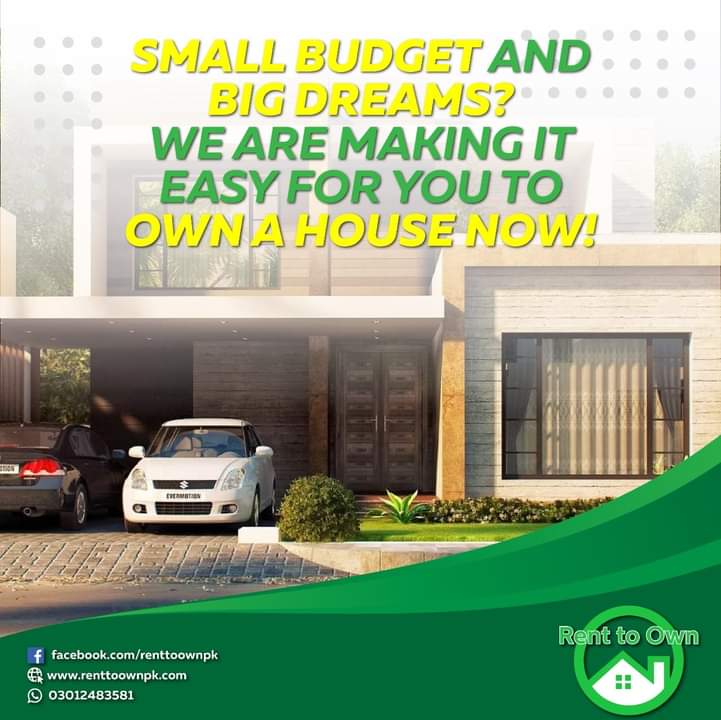 SMALL BUDGET AND
BIG DREAMS?
WE ARE MAKING IT
EASY FOR YOU TO
OWN A HOUSE NOW!
EVERMOTION
Rent to Own
facebook.com/renttoownpk
www.renttoownpk.com
03012483581